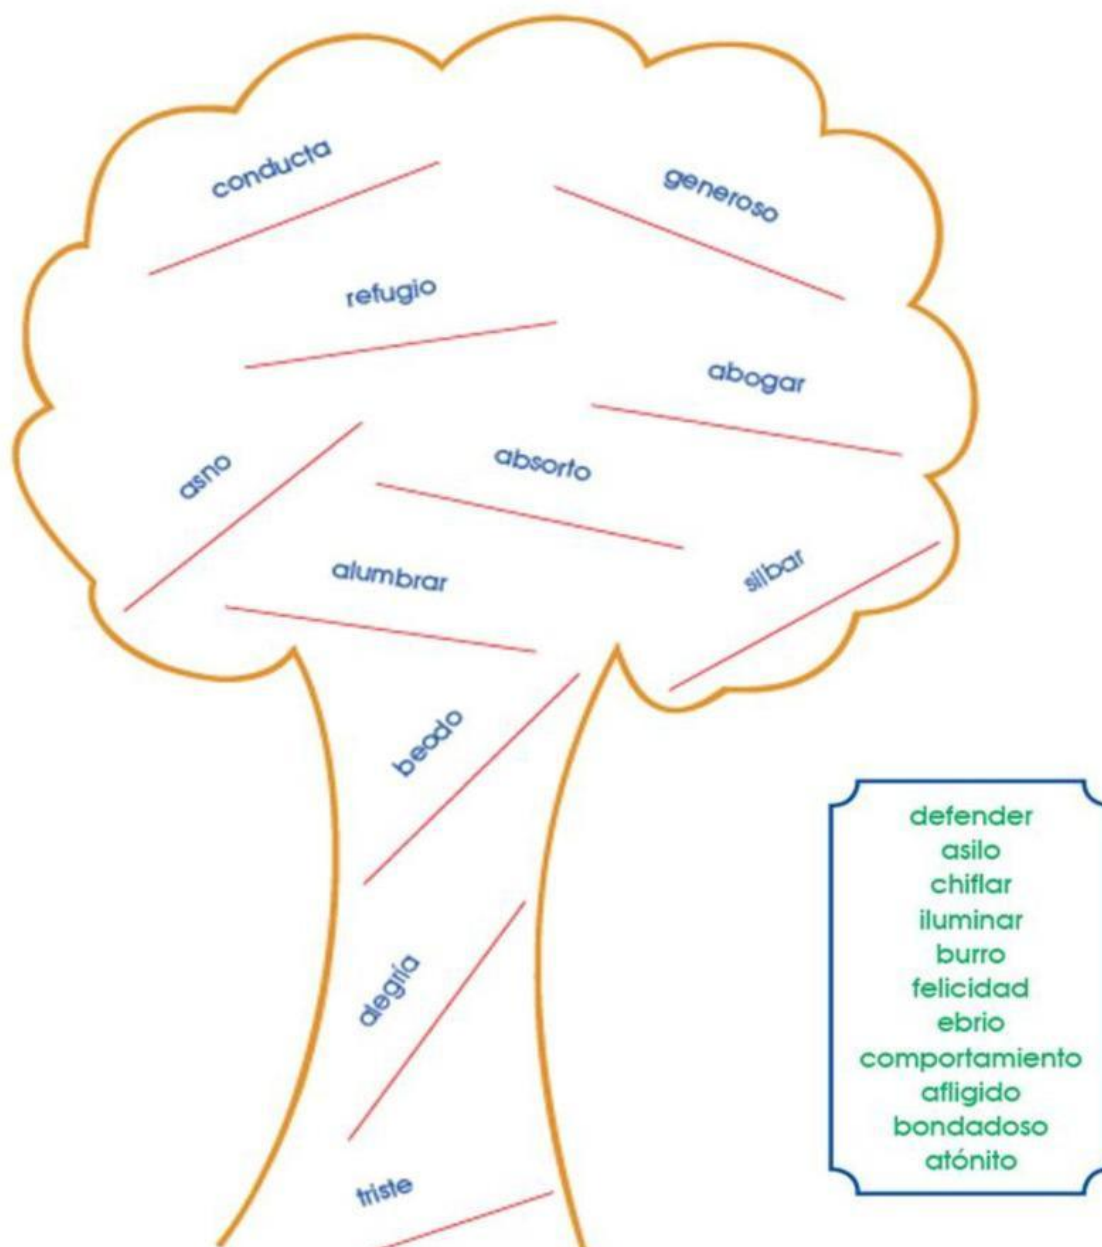 conducta
generoso
refugio
abogar
asno
absorto
alumbrar
silbar
beodo
alegría
triste
defender
asilo
chiflar
iluminar
burro
felicidad
ebrio
comportamiento
afligido
bondadoso
atónito